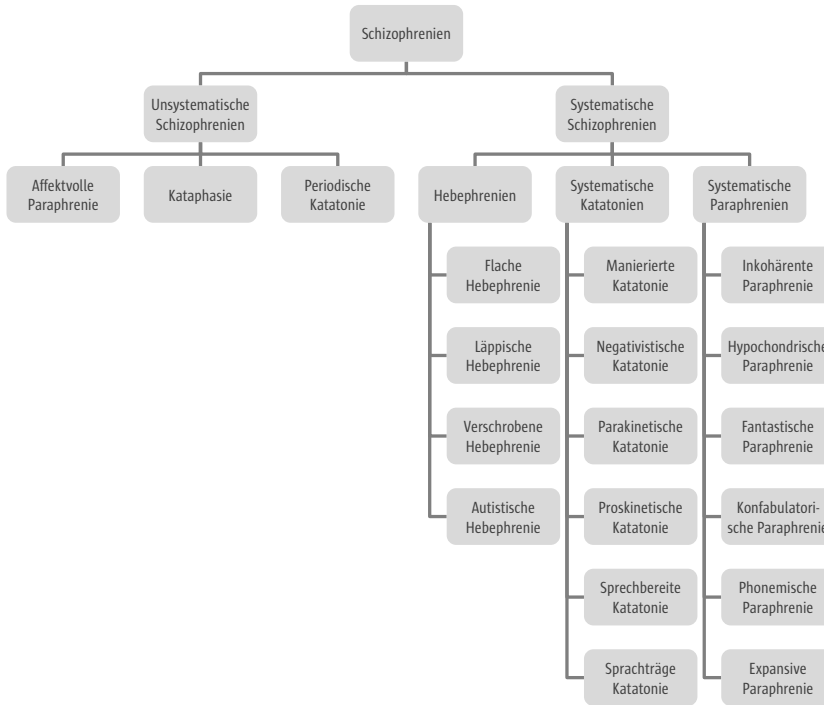 Schizophrenien
Unsystematische
Schizophrenien
Systematische
Schizophrenien
Affektvolle
Paraphrenie
Kataphasie
Periodische
Katatonie
Hebephrenien
Systematische
Katatonien
Systematische
Paraphrenien
Flache
Hebephrenie
Manierierte
Katatonie
Inkohärente
Paraphrenie
Läppische
Hebephrenie
Negativistische
Katatonie
Hypochondrische
Paraphrenie
Verschrobene
Hebephrenie
Parakinetische
Katatonie
Fantastische
Paraphrenie
Autistische
Hebephrenie
Proskinetische
Katatonie
Konfabulatori-
sche Paraphrenie
Sprechbereite
Katatonie
Phonemische
Paraphrenie
Sprachträge
Katatonie
Expansive
Paraphrenie